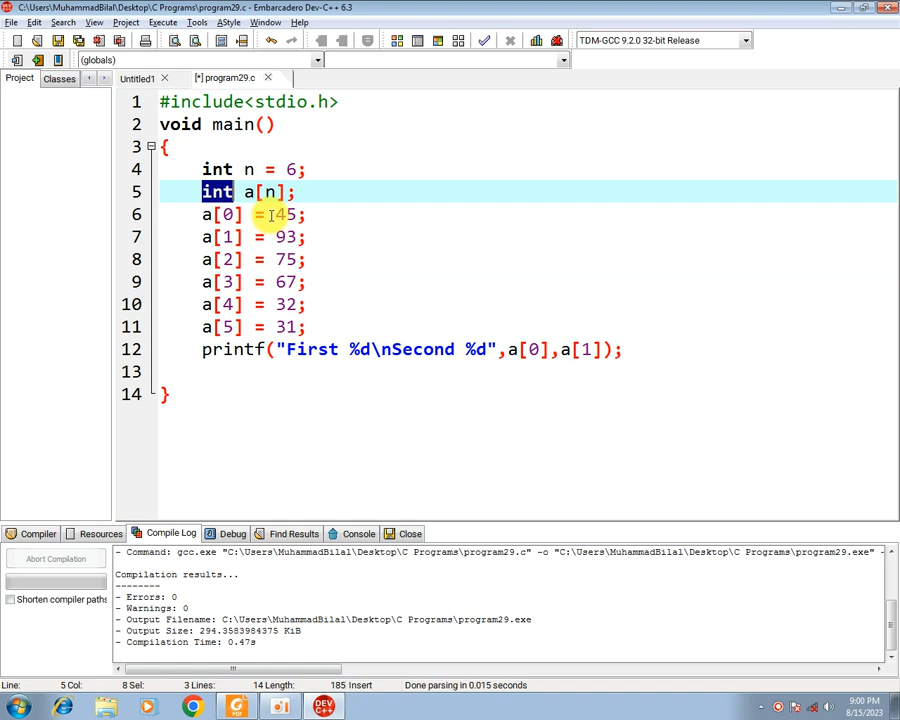 C:\Users\MuhammadBilal\Desktop\C Programs\program29.c - Embarcadero Dev-C++ 6.3
File Edit Search View Project Execute Tools AStyle Window Help
TDM-GCC 9.2.0 32-bit Release
(globals)
Project Classes Untitled1 [*] program29.c
1 #include<stdio.h>
2 void main()
3 {
4 int n = 6;
5 int a[n];
6 a[0] = 45;
7 a[1] = 93;
8 a[2] = 75;
9 a[3] = 67;
10 a[4] = 32;
11 a[5] = 31;
12 printf("First %d\nSecond %d",a[0],a[1]);
13
14 }
Compiler Resources Compile Log Debug Find Results Console Close
Abort Compilation
Shorten compiler paths
- Command: gcc.exe "C:\Users\MuhammadBilal\Desktop\C Programs\program29.c" -o "C:\Users\MuhammadBilal\Desktop\C Programs\program29.exe" -
Compilation results...
--------
- Errors: 0
- Warnings: 0
- Output Filename: C:\Users\MuhammadBilal\Desktop\C Programs\program29.exe
- Output Size: 294.3583984375 KiB
- Compilation Time: 0.47s
Line: 5 Col: 8 Sel: 3 Lines: 14 Length: 185 Insert Done parsing in 0.015 seconds
PDF
DEV C++
9:00 PM
8/15/2023